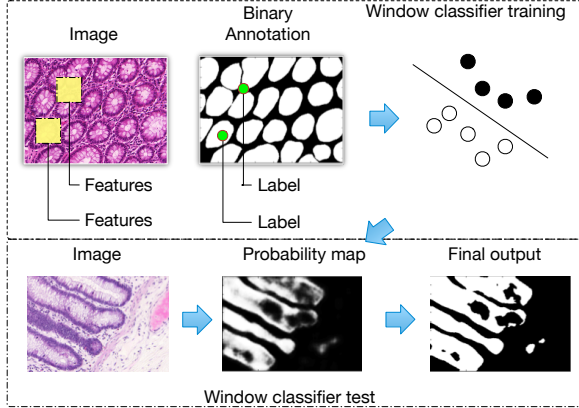 Image
Binary
Annotation
Window classifier training
Features
Label
Features
Label
Image
Probability map
Final output
Window classifier test